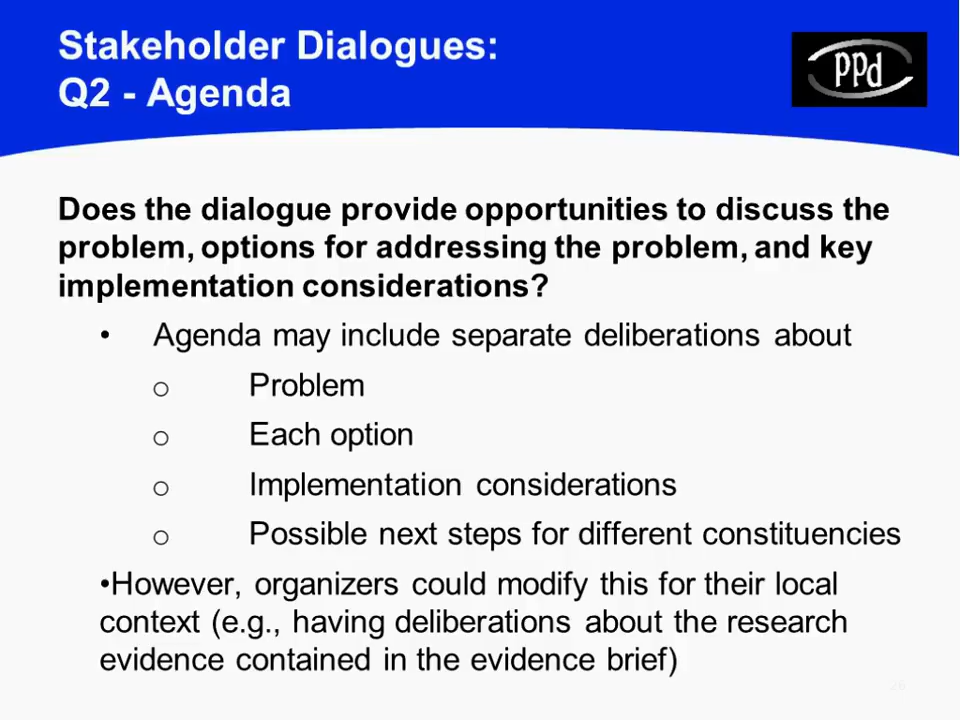 Stakeholder Dialogues:
Q2 - Agenda
PPd
Does the dialogue provide opportunities to discuss the
problem, options for addressing the problem, and key
implementation considerations?
• Agenda may include separate deliberations about
o Problem
o Each option
o Implementation considerations
o Possible next steps for different constituencies
•However, organizers could modify this for their local
context (e.g., having deliberations about the research
evidence contained in the evidence brief)
26